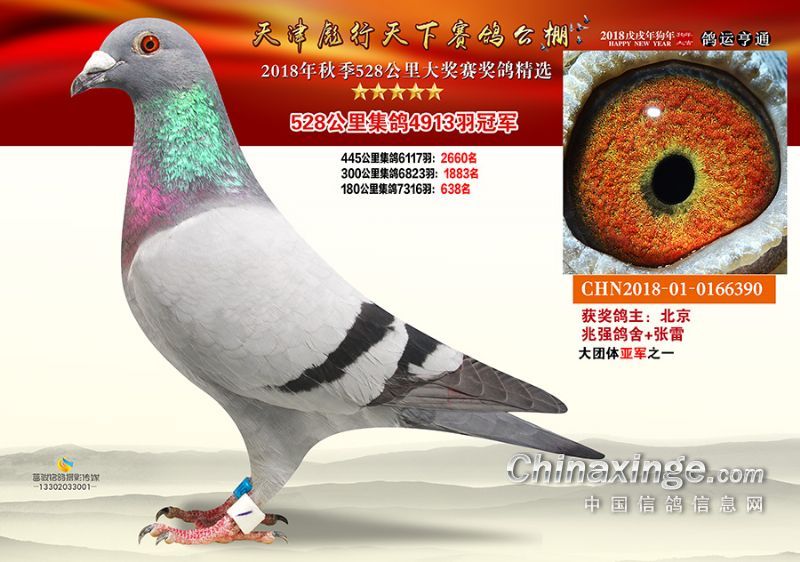 天津彪行天下赛鸽公棚
2018戊戌年狗年
HAPPY NEW YEAR
鸽运亨通
2018年秋季528公里大奖赛奖鸽精选
528公里集鸽4913羽冠军
445公里集鸽6117羽: 2660名
300公里集鸽6823羽: 1883名
180公里集鸽7316羽: 638名
CHN2018-01-0166390
获奖鸽主: 北京
兆强鸽舍+张雷
大团体亚军之一
13302033001
Chinaxinge.com
中国信鸽信息网